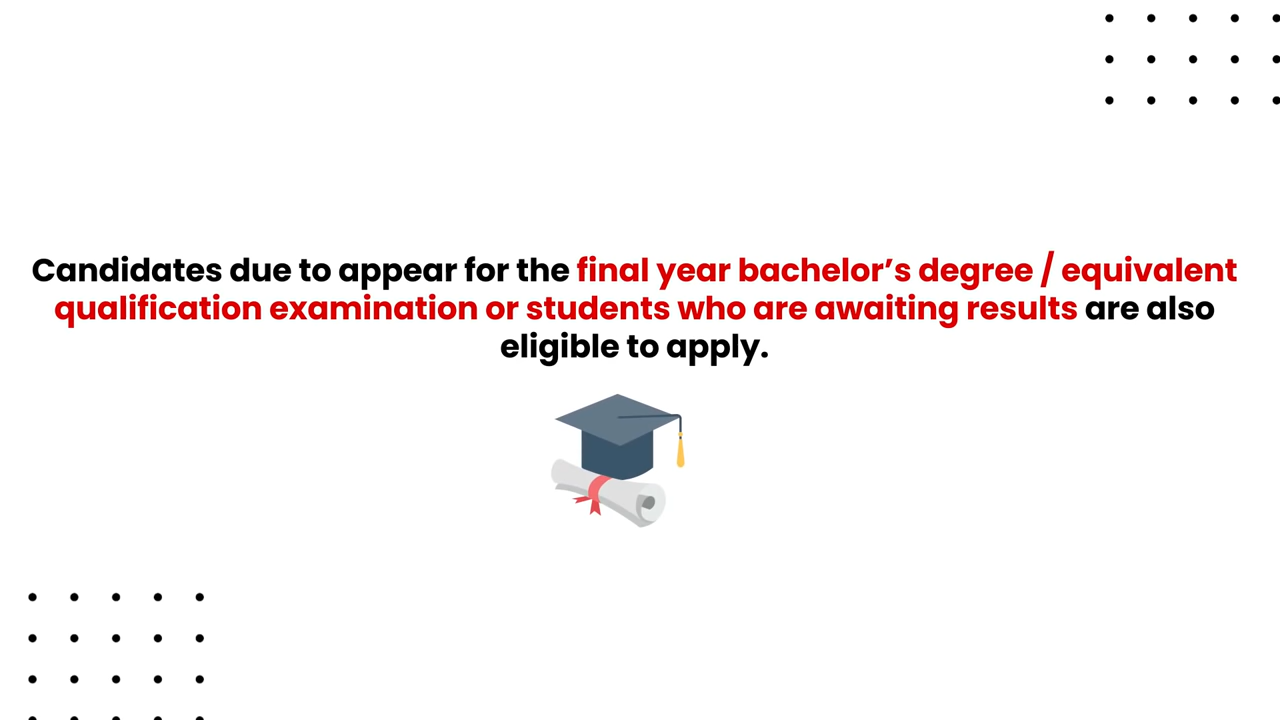 Candidates due to appear for the final year bachelor’s degree / equivalent
qualification examination or students who are awaiting results are also
eligible to apply.